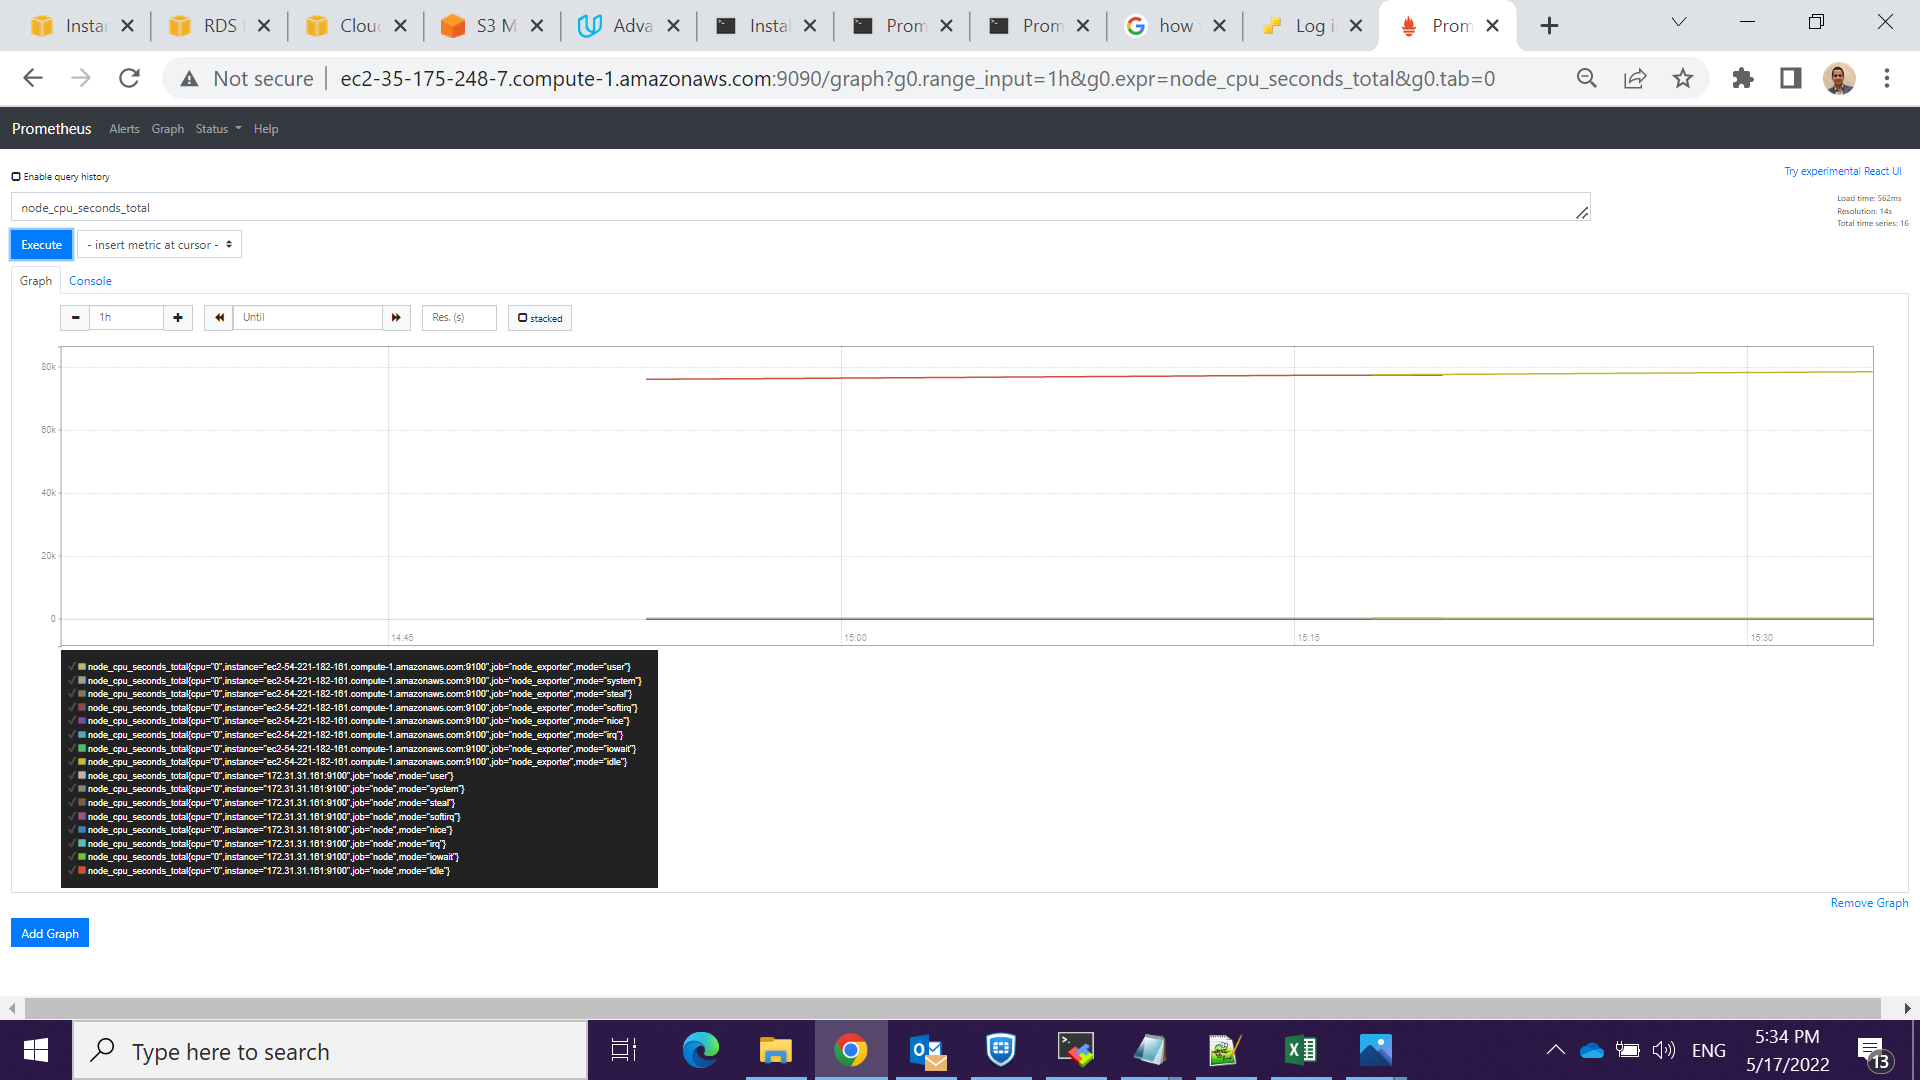 Instar
RDS
Clou
S3 M
Adva
Instal
Prom
Prom
how
Log i
Prom
Not secure
ec2-35-175-248-7.compute-1.amazonaws.com:9090/graph?g0.range_input=1h&g0.expr=node_cpu_seconds_total&g0.tab=0
Prometheus Alerts Graph Status Help
Enable query history
Try experimental React UI
node_cpu_seconds_total
Load time: 562ms
Resolution: 14s
Total time series: 16
Execute
- insert metric at cursor -
Graph Console
1h
Until
Res. (s)
stacked
80k
60k
40k
20k
0
14:45 15:00 15:15 15:30
node_cpu_seconds_total{cpu="0",instance="ec2-54-221-182-161.compute-1.amazonaws.com:9100",job="node_exporter",mode="user"}
node_cpu_seconds_total{cpu="0",instance="ec2-54-221-182-161.compute-1.amazonaws.com:9100",job="node_exporter",mode="system"}
node_cpu_seconds_total{cpu="0",instance="ec2-54-221-182-161.compute-1.amazonaws.com:9100",job="node_exporter",mode="steal"}
node_cpu_seconds_total{cpu="0",instance="ec2-54-221-182-161.compute-1.amazonaws.com:9100",job="node_exporter",mode="softirq"}
node_cpu_seconds_total{cpu="0",instance="ec2-54-221-182-161.compute-1.amazonaws.com:9100",job="node_exporter",mode="nice"}
node_cpu_seconds_total{cpu="0",instance="ec2-54-221-182-161.compute-1.amazonaws.com:9100",job="node_exporter",mode="irq"}
node_cpu_seconds_total{cpu="0",instance="ec2-54-221-182-161.compute-1.amazonaws.com:9100",job="node_exporter",mode="iowait"}
node_cpu_seconds_total{cpu="0",instance="ec2-54-221-182-161.compute-1.amazonaws.com:9100",job="node_exporter",mode="idle"}
node_cpu_seconds_total{cpu="0",instance="172.31.31.161:9100",job="node",mode="user"}
node_cpu_seconds_total{cpu="0",instance="172.31.31.161:9100",job="node",mode="system"}
node_cpu_seconds_total{cpu="0",instance="172.31.31.161:9100",job="node",mode="steal"}
node_cpu_seconds_total{cpu="0",instance="172.31.31.161:9100",job="node",mode="softirq"}
node_cpu_seconds_total{cpu="0",instance="172.31.31.161:9100",job="node",mode="nice"}
node_cpu_seconds_total{cpu="0",instance="172.31.31.161:9100",job="node",mode="irq"}
node_cpu_seconds_total{cpu="0",instance="172.31.31.161:9100",job="node",mode="iowait"}
node_cpu_seconds_total{cpu="0",instance="172.31.31.161:9100",job="node",mode="idle"}
Remove Graph
Add Graph
Type here to search
ENG
5:34 PM
5/17/2022
13